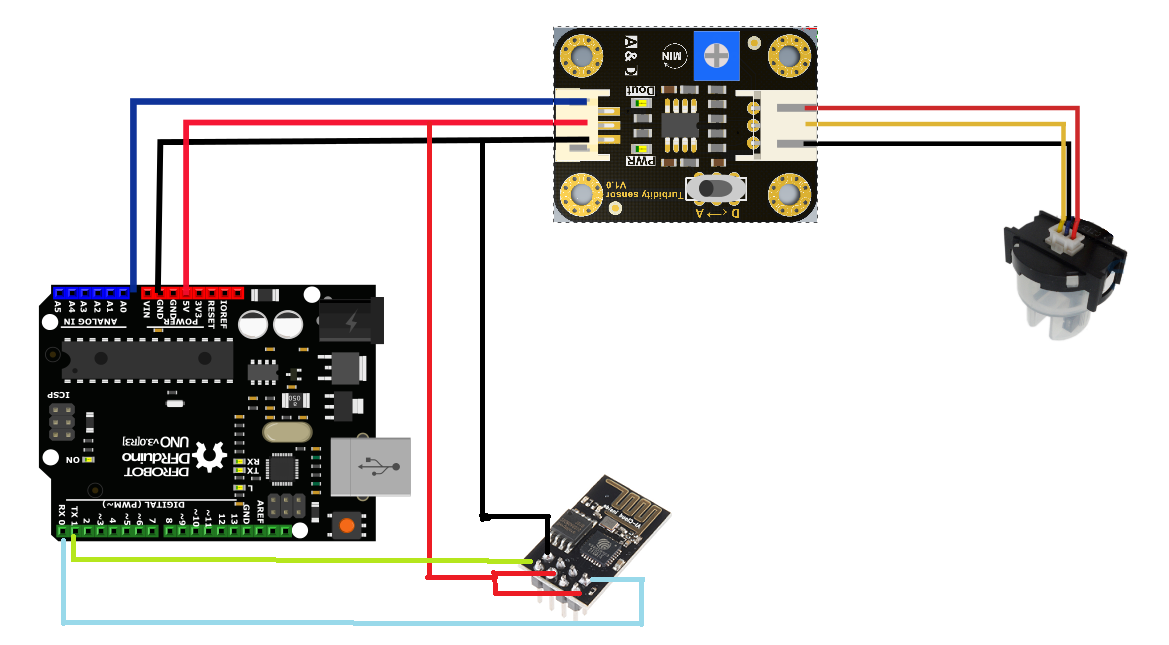 A & D
MIN
Dout
PWR
Turbidity
sensor V1.0
D <—> A
A5
A4
A3
A2
A1
A0
VIN
GND
GND
5V
3V3
RESET
IOREF
ANALOG IN
POWER
ICSP
050
DFROBOT
DFRduino
UNO v3.0[R3]
ON
RX
TX
L
DIGITAL (PWM~)
RX 0
TX 1
2
~3
4
~5
~6
7
8
~9
~10
~11
12
13
GND
AREF